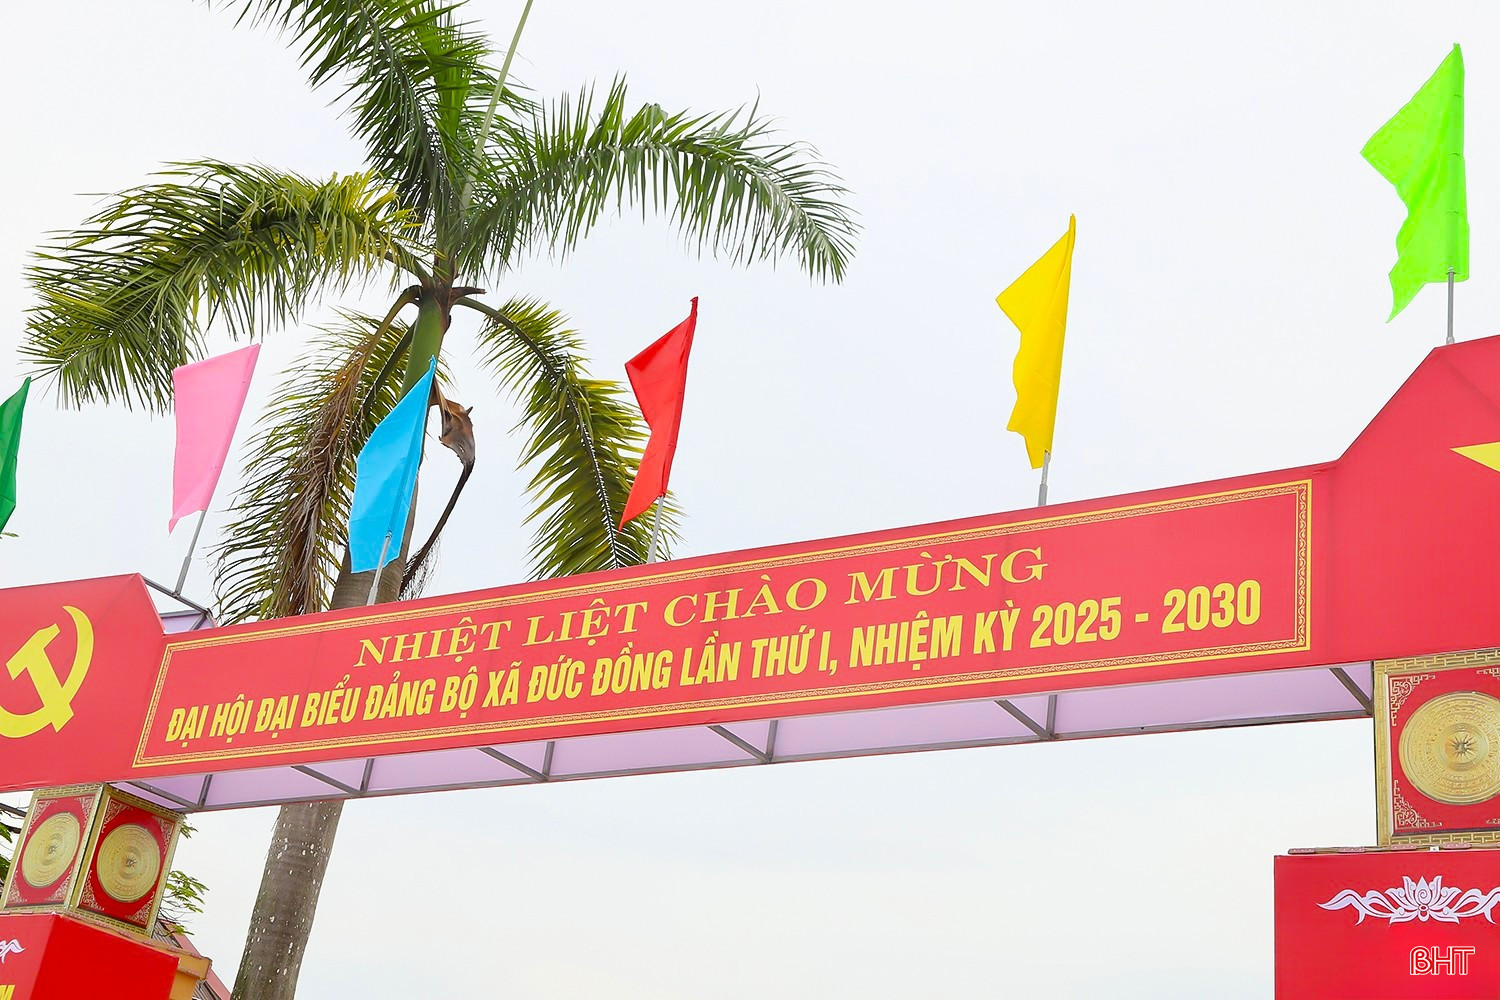 NHIỆT LIỆT CHÀO MỪNG
ĐẠI HỘI ĐẠI BIỂU ĐẢNG BỘ XÃ ĐỨC ĐỒNG LẦN THỨ I, NHIỆM KỲ 2025 - 2030
BHT